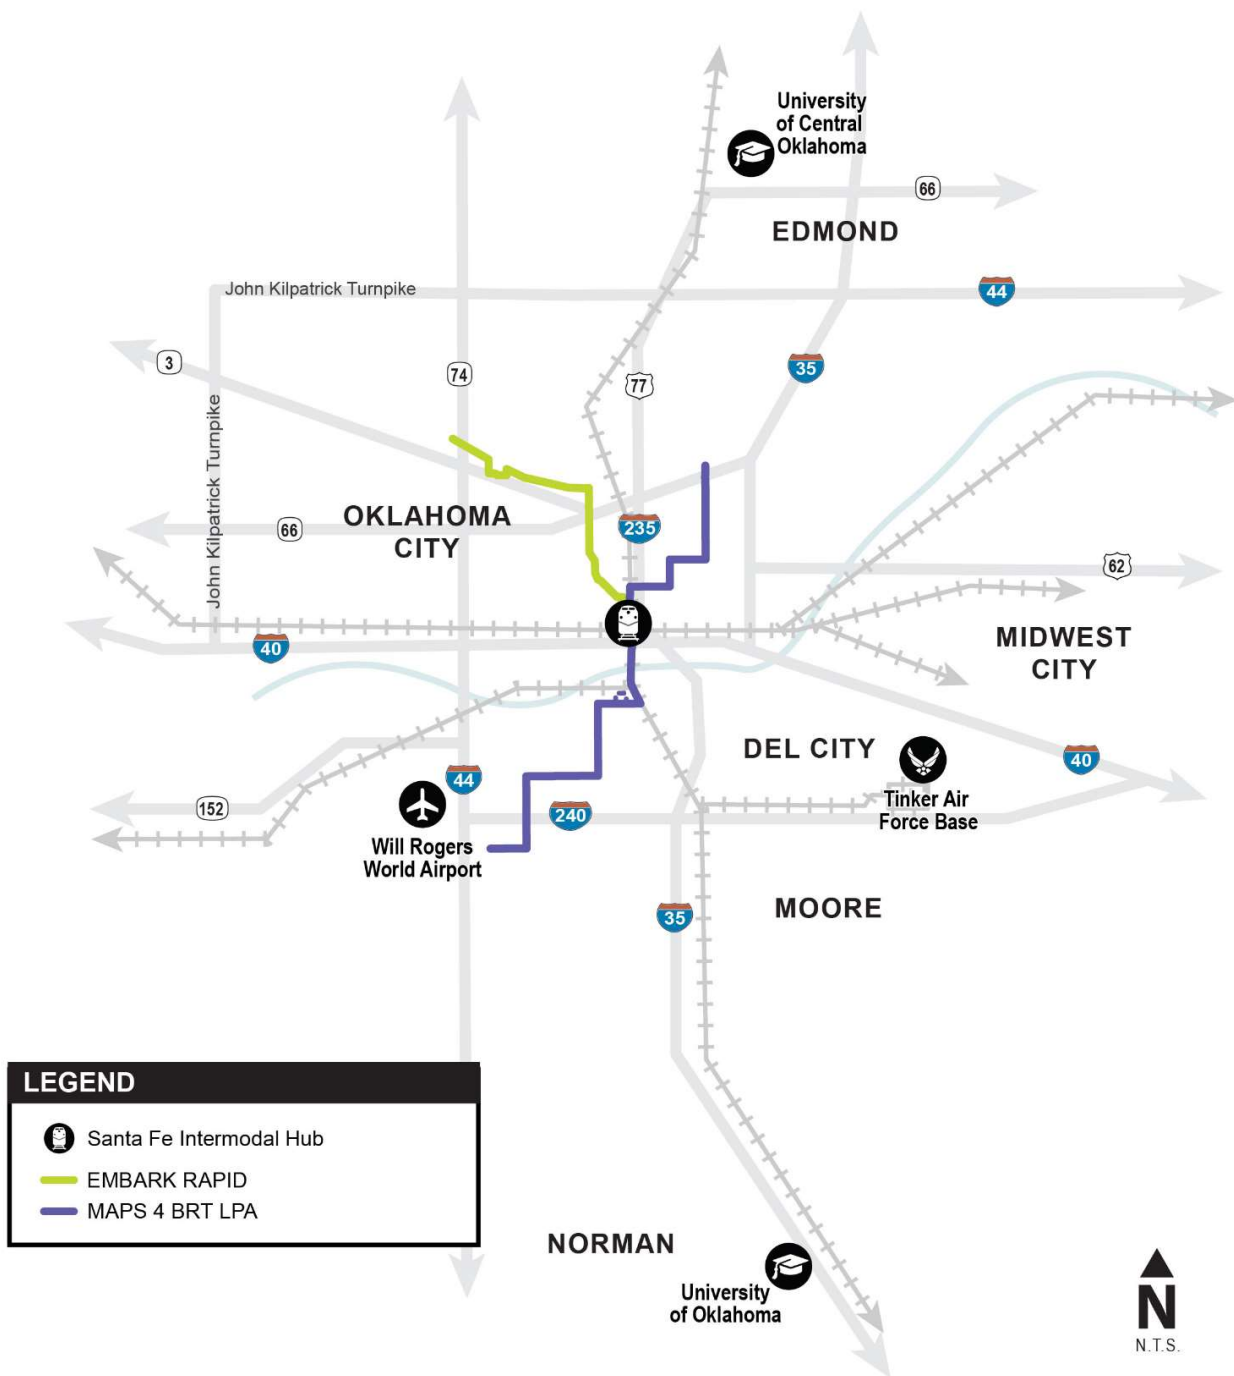 University
of Central
Oklahoma
66
EDMOND
John Kilpatrick Turnpike
44
3
74
77
35
John Kilpatrick Turnpike
OKLAHOMA
CITY
66
235
62
40
MIDWEST
CITY
DEL CITY
40
44
152
240
Tinker Air
Force Base
Will Rogers
World Airport
MOORE
35
LEGEND
Santa Fe Intermodal Hub
EMBARK RAPID
MAPS 4 BRT LPA
NORMAN
University
of Oklahoma
N
N.T.S.